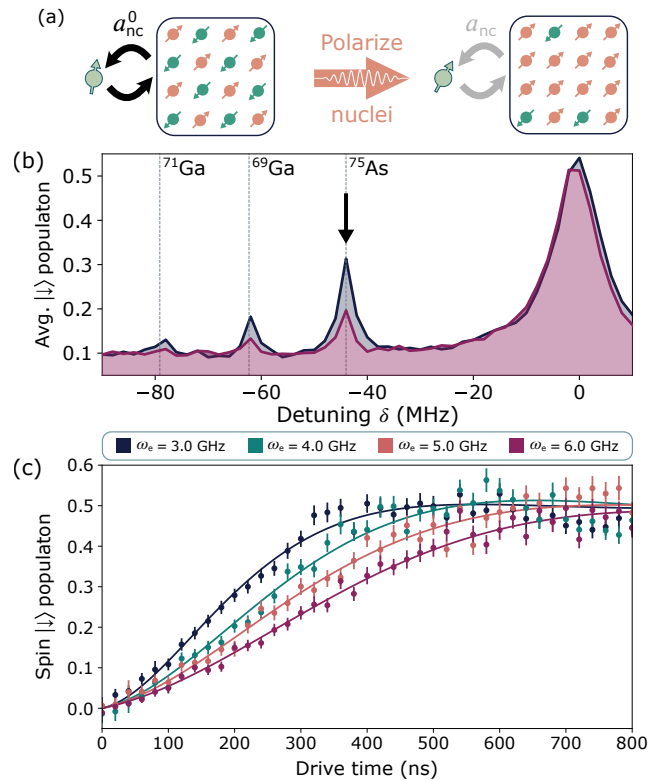 (a)
a⁰nc
Polarize
nuclei
anc
(b)
⁷¹Ga
⁶⁹Ga
⁷⁵As
0.5
0.4
0.3
0.2
0.1
Avg. |↓⟩ populaton
−80 −60 −40 −20 0
Detuning δ (MHz)
ωe = 3.0 GHz ωe = 4.0 GHz ωe = 5.0 GHz ωe = 6.0 GHz
(c)
0.6
0.5
0.4
0.3
0.2
0.1
0.0
Spin |↓⟩ populaton
0 100 200 300 400 500 600 700 800
Drive time (ns)